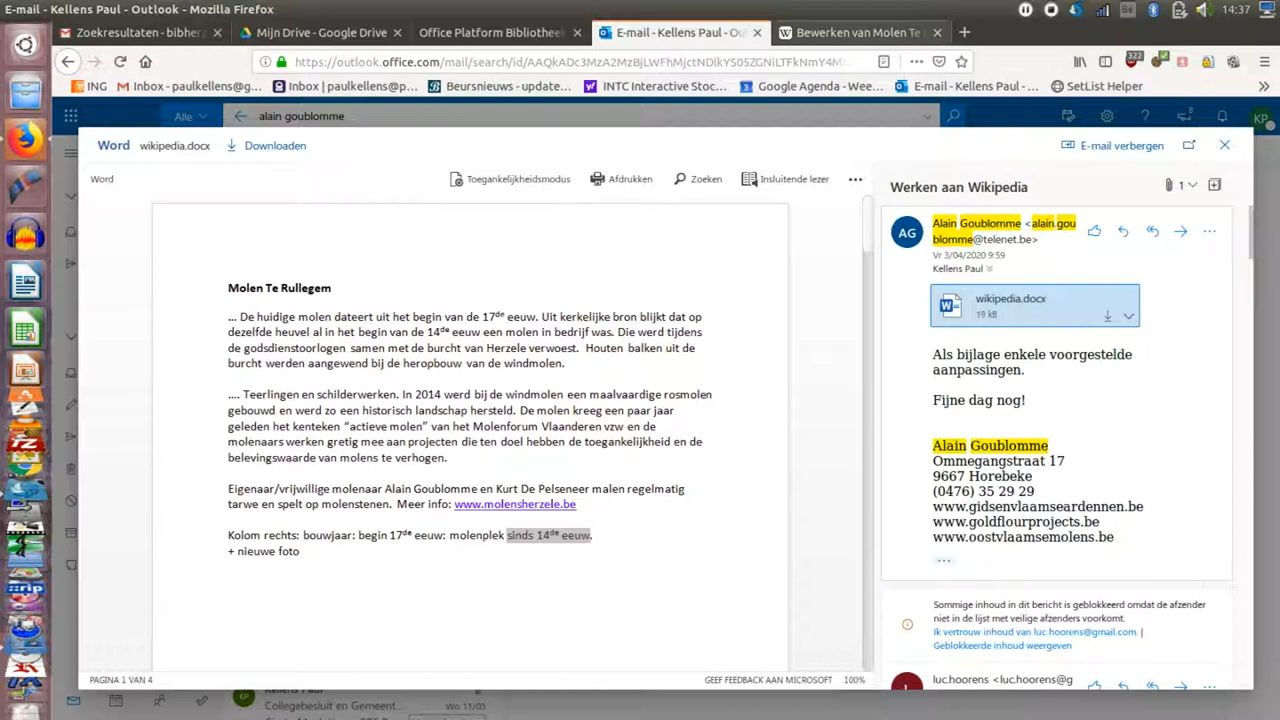 E-mail - Kellens Paul - Outlook - Mozilla Firefox
14:37
Zoekresultaten - bibher
Mijn Drive - Google Drive
Office Platform Bibliothee
E-mail - Kellens Paul - Ou
Bewerken van Molen Te
https://outlook.office.com/mail/search/id/AAQkADc3MzA2MzBjLWFhMjctNDlkYS05ZGNiLTFkNmY4M
322
ING
Inbox - paulkellens@g...
Inbox | paulkellens@p...
Beursnieuws - update...
INTC Interactive Stoc...
Google Agenda - Wee...
E-mail - Kellens Paul - ...
SetList Helper
Alle
alain goublomme
KP
Word
wikipedia.docx
Downloaden
E-mail verbergen
Word
Toegankelijkheidsmodus
Afdrukken
Zoeken
Insluitende lezer
Molen Te Rullegem
... De huidige molen dateert uit het begin van de 17de eeuw. Uit kerkelijke bron blijkt dat op
dezelfde heuvel al in het begin van de 14de eeuw een molen in bedrijf was. Die werd tijdens
de godsdienstoorlogen samen met de burcht van Herzele verwoest. Houten balken uit de
burcht werden aangewend bij de heropbouw van de windmolen.
.... Teerlingen en schilderwerken. In 2014 werd bij de windmolen een maalvaardige rosmolen
gebouwd en werd zo een historisch landschap hersteld. De molen kreeg een paar jaar
geleden het kenteken “actieve molen” van het Molenforum Vlaanderen vzw en de
molenaars werken gretig mee aan projecten die ten doel hebben de toegankelijkheid en de
belevingswaarde van molens te verhogen.
Eigenaar/vrijwillige molenaar Alain Goublomme en Kurt De Pelseneer malen regelmatig
tarwe en spelt op molenstenen. Meer info: www.molensherzele.be
Kolom rechts: bouwjaar: begin 17de eeuw: molenplek sinds 14de eeuw.
+ nieuwe foto
PAGINA 1 VAN 4
GEEF FEEDBACK AAN MICROSOFT
100%
Werken aan Wikipedia
1
AG
Alain Goublomme <alain.gou
blomme@telenet.be>
Vr 3/04/2020 9:59
Kellens Paul
wikipedia.docx
19 kB
Als bijlage enkele voorgestelde
aanpassingen.
Fijne dag nog!
Alain Goublomme
Ommegangstraat 17
9667 Horebeke
(0476) 35 29 29
www.gidsenvlaamseardennen.be
www.goldflourprojects.be
www.oostvlaamsemolens.be
Sommige inhoud in dit bericht is geblokkeerd omdat de afzender
niet in de lijst met veilige afzenders voorkomt.
Ik vertrouw inhoud van luc.hoorens@gmail.com. |
Geblokkeerde inhoud weergeven
luc.hoorens <luc.hoorens@g
KP
Kellens Paul
Collegebesluit en Gemeent...
Wo 11/03